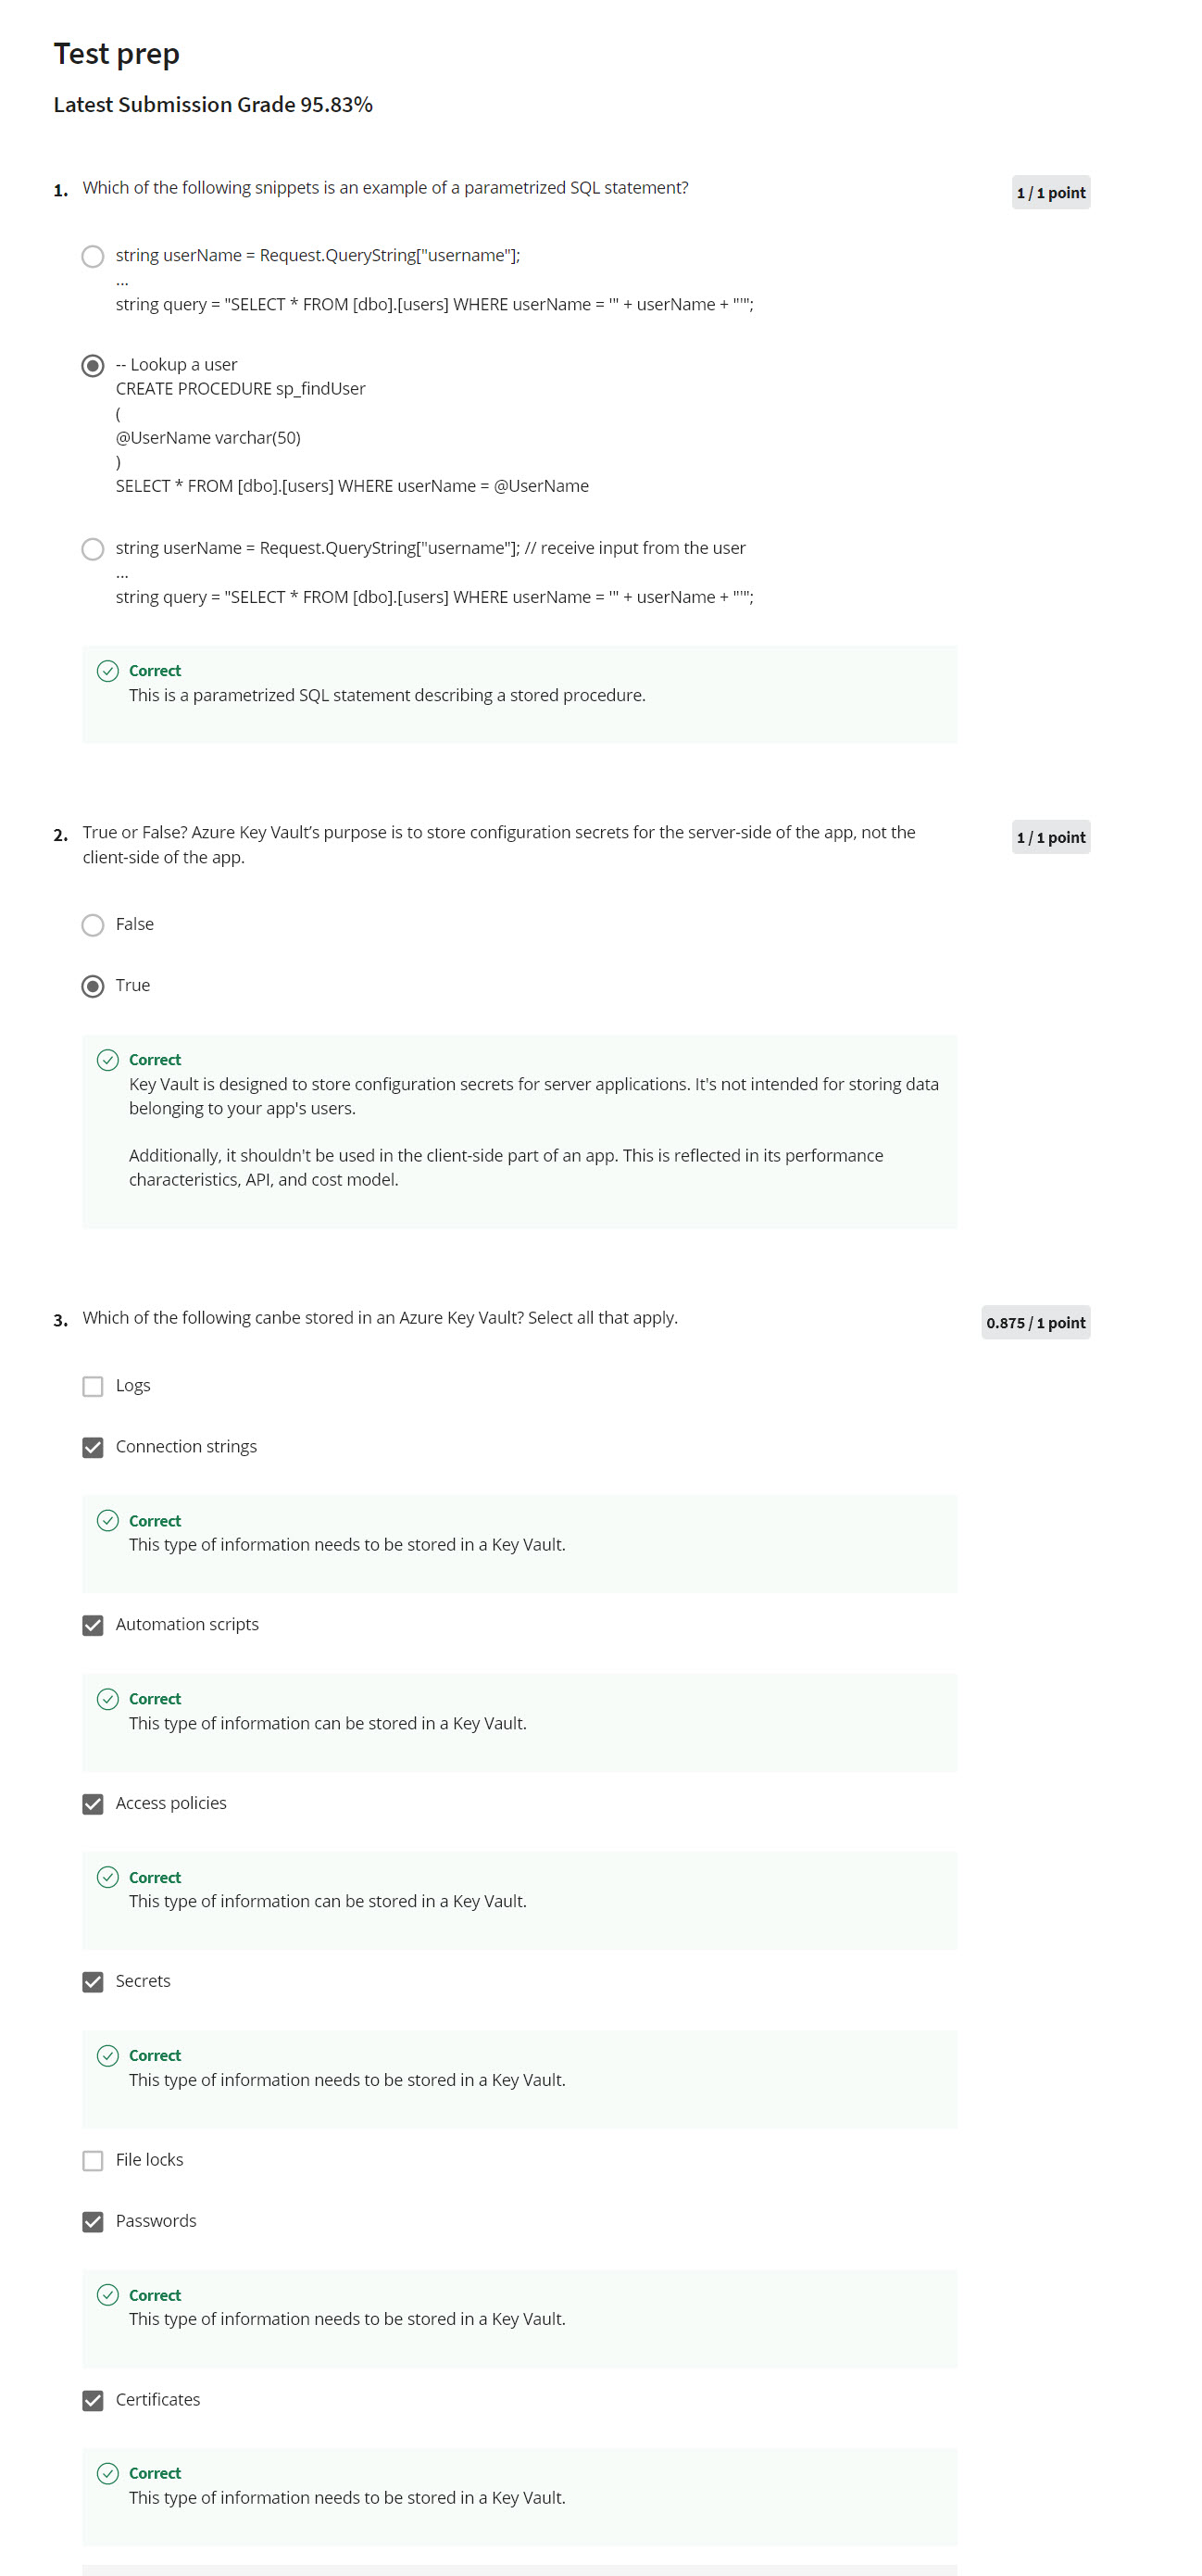 Test prep
Latest Submission Grade 95.83%
1. Which of the following snippets is an example of a parametrized SQL statement?
1 / 1 point
string userName = Request.QueryString["username"];
...
string query = "SELECT * FROM [dbo].[users] WHERE userName = '" + userName + "'";
-- Lookup a user
CREATE PROCEDURE sp_findUser
(
@UserName varchar(50)
)
SELECT * FROM [dbo].[users] WHERE userName = @UserName
string userName = Request.QueryString["username"]; // receive input from the user
...
string query = "SELECT * FROM [dbo].[users] WHERE userName = '" + userName + "'";
Correct
This is a parametrized SQL statement describing a stored procedure.
2. True or False? Azure Key Vault’s purpose is to store configuration secrets for the server-side of the app, not the
client-side of the app.
1 / 1 point
False
True
Correct
Key Vault is designed to store configuration secrets for server applications. It's not intended for storing data
belonging to your app's users.
Additionally, it shouldn't be used in the client-side part of an app. This is reflected in its performance
characteristics, API, and cost model.
3. Which of the following canbe stored in an Azure Key Vault? Select all that apply.
0.875 / 1 point
Logs
Connection strings
Correct
This type of information needs to be stored in a Key Vault.
Automation scripts
Correct
This type of information can be stored in a Key Vault.
Access policies
Correct
This type of information can be stored in a Key Vault.
Secrets
Correct
This type of information needs to be stored in a Key Vault.
File locks
Passwords
Correct
This type of information needs to be stored in a Key Vault.
Certificates
Correct
This type of information needs to be stored in a Key Vault.